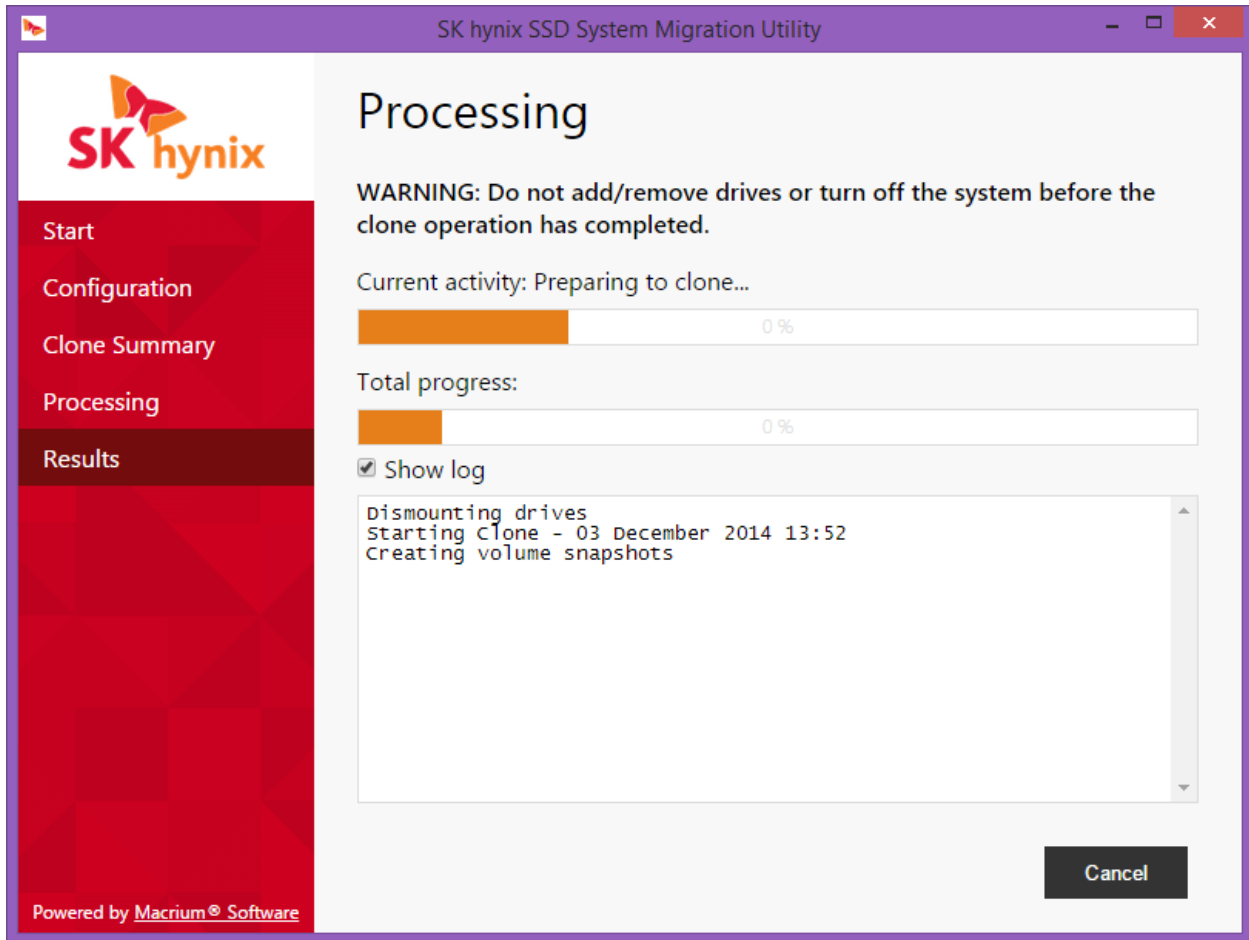 SK hynix SSD System Migration Utility
SK hynix
Start
Configuration
Clone Summary
Processing
Results
Powered by Macrium® Software
Processing
WARNING: Do not add/remove drives or turn off the system before the
clone operation has completed.
Current activity: Preparing to clone...
0 %
Total progress:
0 %
Show log
Dismounting drives
Starting Clone - 03 December 2014 13:52
Creating volume snapshots
Cancel